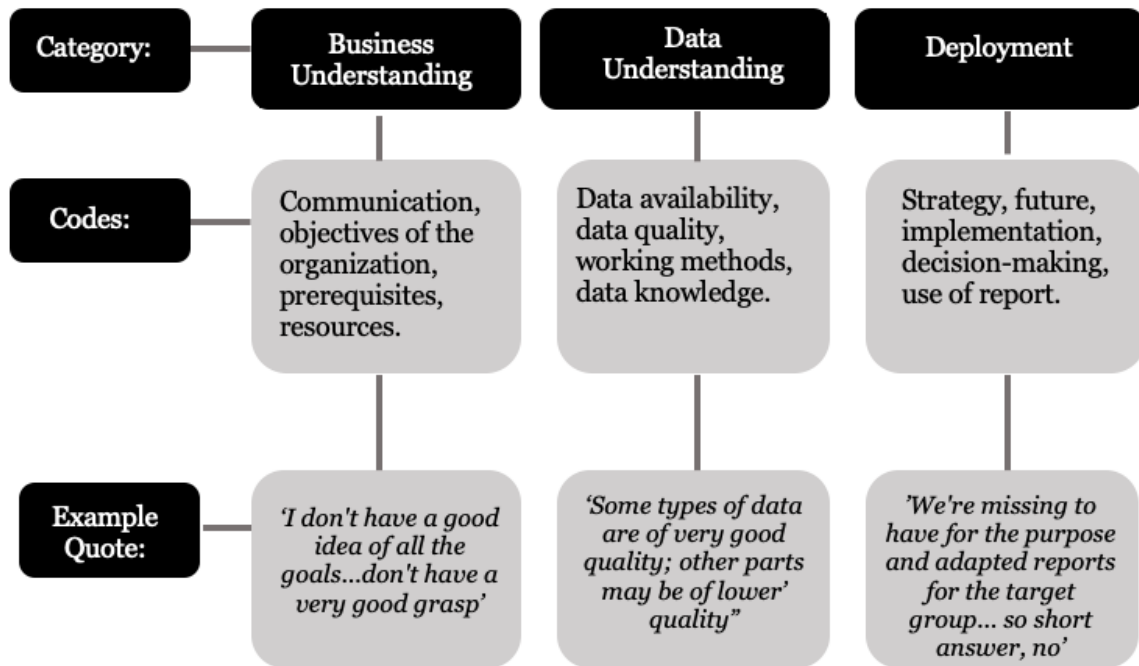 Category:
Business
Understanding
Data
Understanding
Deployment
Codes:
Communication,
objectives of the
organization,
prerequisites,
resources.
Data availability,
data quality,
working methods,
data knowledge.
Strategy, future,
implementation,
decision-making,
use of report.
Example
Quote:
‘I don't have a good
idea of all the
goals...don't have a
very good grasp’
‘Some types of data
are of very good
quality; other parts
may be of lower’
quality”
’We're missing to
have for the purpose
and adapted reports
for the target
group... so short
answer, no’